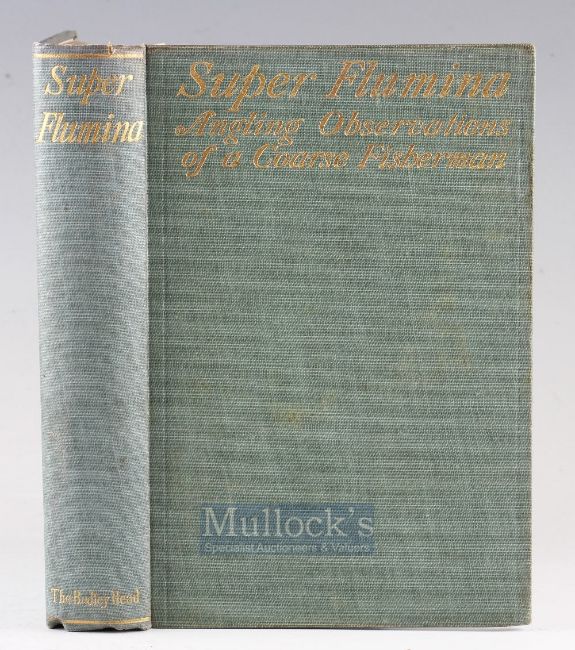 Super
Flumina
The Bodley Head
Super Flumina
Angling Observations
of a Coarse Fisherman
Mullock's
Specialist Auctioneers & Valuers